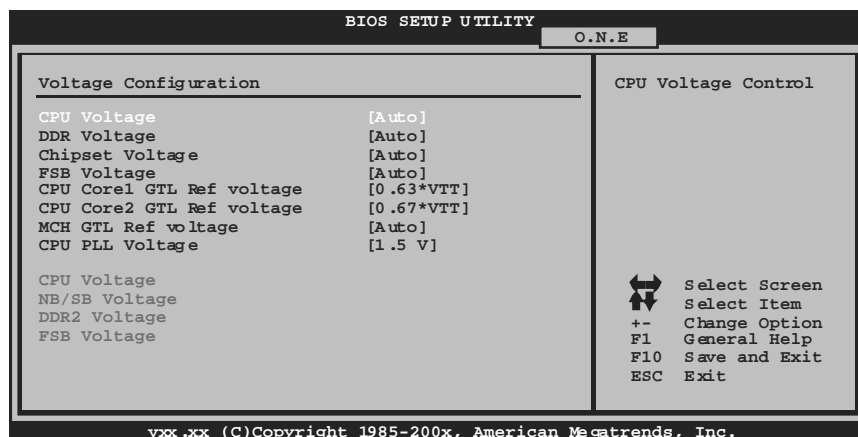 BIOS SETUP UTILITY
O.N.E
Voltage Configuration
CPU Voltage [Auto]
DDR Voltage [Auto]
Chipset Voltage [Auto]
FSB Voltage [Auto]
CPU Core1 GTL Ref voltage [0.63*VTT]
CPU Core2 GTL Ref voltage [0.67*VTT]
MCH GTL Ref voltage [Auto]
CPU PLL Voltage [1.5 V]
CPU Voltage
NB/SB Voltage
DDR2 Voltage
FSB Voltage
CPU Voltage Control
Select Screen
Select Item
+- Change Option
F1 General Help
F10 Save and Exit
ESC Exit
vxx.xx (C)Copyright 1985-200x, American Megatrends, Inc.